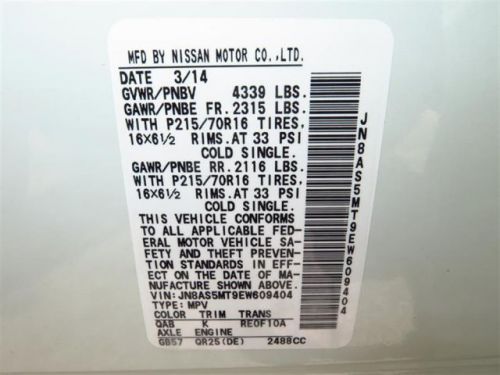 MFD BY NISSAN MOTOR CO.,LTD.
DATE 3/14
GVWR/PNBV 4339 LBS.
GAWR/PNBE FR. 2315 LBS.
WITH P215/70R16 TIRES,
16X6½ RIMS.AT 33 PSI
COLD SINGLE.
GAWR/PNBE RR. 2116 LBS.
WITH P215/70R16 TIRES,
16X6½ RIMS.AT 33 PSI
COLD SINGLE.
THIS VEHICLE CONFORMS
TO ALL APPLICABLE FED-
ERAL MOTOR VEHICLE SA-
FETY AND THEFT PREVENT-
ION STANDARDS IN EFF-
ECT ON THE DATE OF MA-
NUFACTURE SHOWN ABOVE.
VIN: JN8AS5MT9EW609404
TYPE: MPV
COLOR TRIM TRANS
QAB K RE0F10A
AXLE ENGINE
GB57 QR25(DE) 2488CC
JN8AS5MT9EW609404